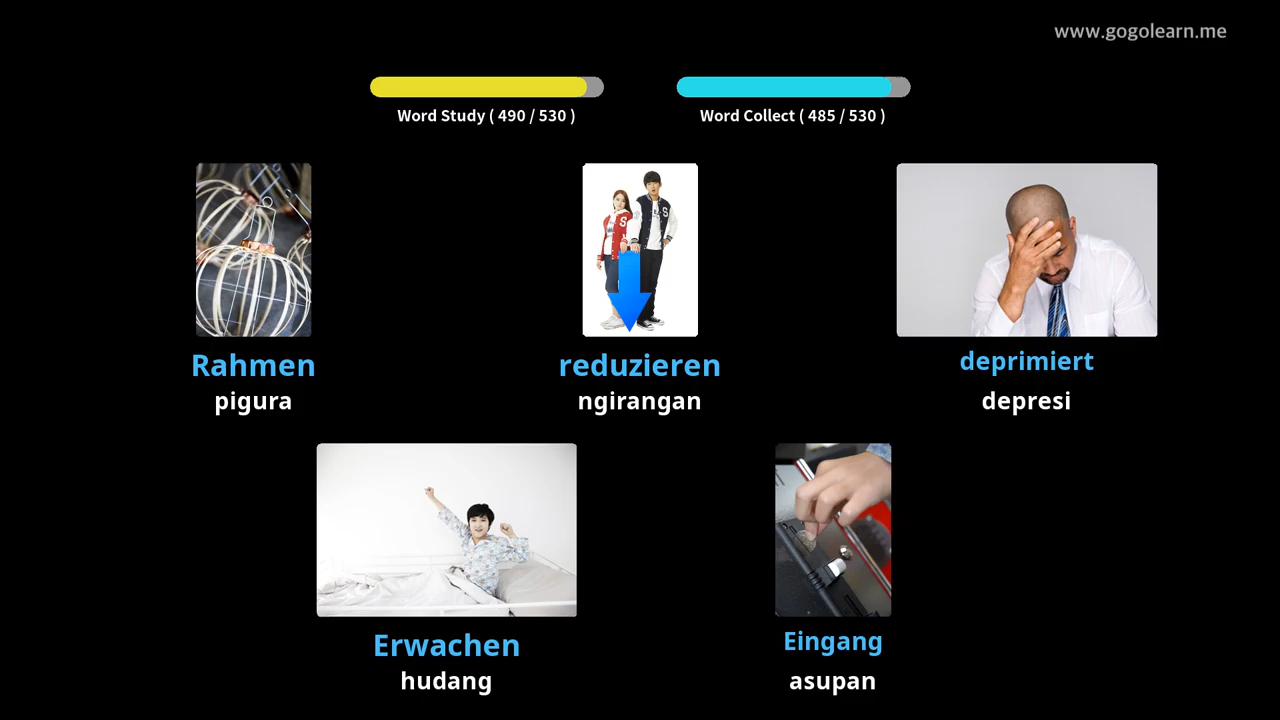 www.gogolearn.me
Word Study ( 490 / 530 )
Word Collect ( 485 / 530 )
Rahmen
pigura
reduzieren
ngirangan
deprimiert
depresi
Erwachen
hudang
Eingang
asupan